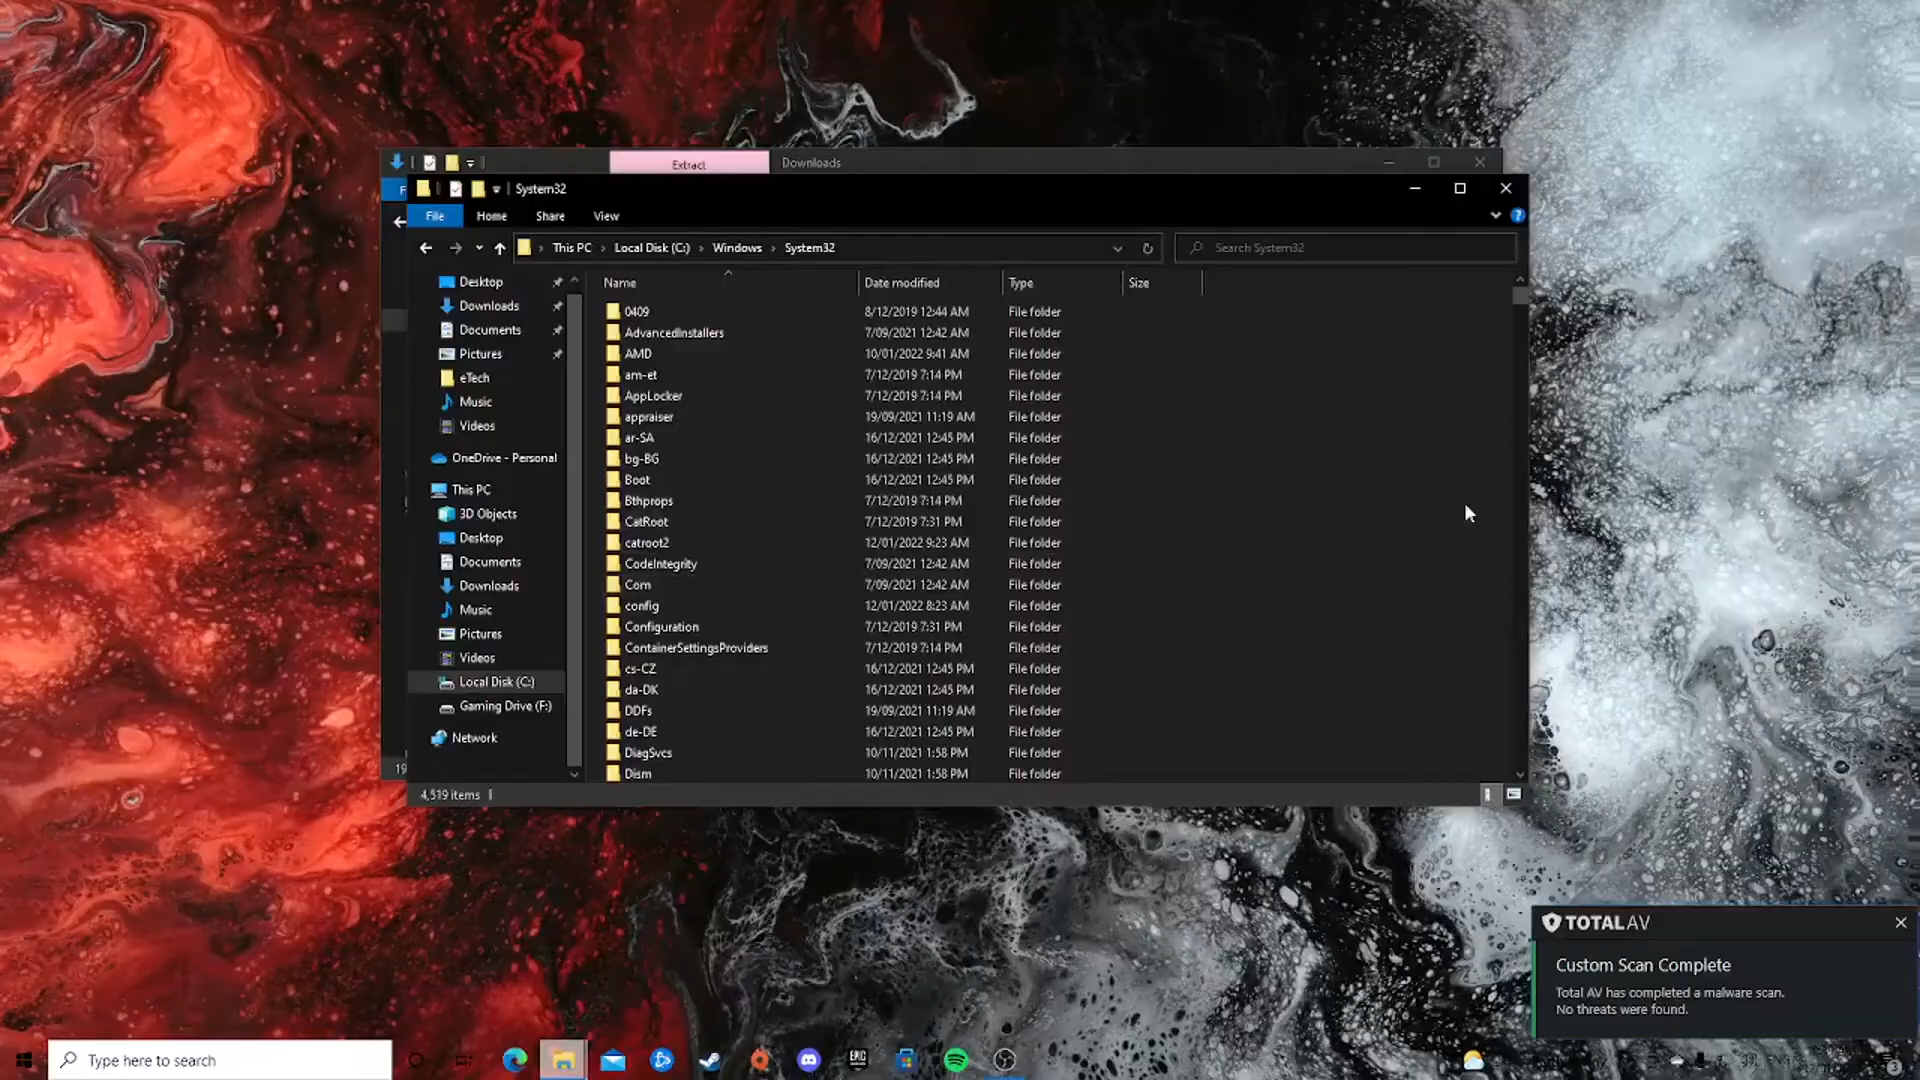 Extract
Downloads
F
System32
File
Home
Share
View
This PC
Local Disk (C:)
Windows
System32
Search System32
Name
Date modified
Type
Size
Desktop
Downloads
Documents
Pictures
eTech
Music
Videos
OneDrive - Personal
This PC
3D Objects
Desktop
Documents
Downloads
Music
Pictures
Videos
Local Disk (C:)
Gaming Drive (F:)
Network
0409 8/12/2019 12:44 AM File folder
AdvancedInstallers 7/09/2021 12:42 AM File folder
AMD 10/01/2022 9:41 AM File folder
am-et 7/12/2019 7:14 PM File folder
AppLocker 7/12/2019 7:14 PM File folder
appraiser 19/09/2021 11:19 AM File folder
ar-SA 16/12/2021 12:45 PM File folder
bg-BG 16/12/2021 12:45 PM File folder
Boot 16/12/2021 12:45 PM File folder
Bthprops 7/12/2019 7:14 PM File folder
CatRoot 7/12/2019 7:31 PM File folder
catroot2 12/01/2022 9:23 AM File folder
CodeIntegrity 7/09/2021 12:42 AM File folder
Com 7/09/2021 12:42 AM File folder
config 12/01/2022 8:23 AM File folder
Configuration 7/12/2019 7:31 PM File folder
ContainerSettingsProviders 7/12/2019 7:14 PM File folder
cs-CZ 16/12/2021 12:45 PM File folder
da-DK 16/12/2021 12:45 PM File folder
DDFs 19/09/2021 11:19 AM File folder
de-DE 16/12/2021 12:45 PM File folder
DiagSvcs 10/11/2021 1:58 PM File folder
Dism 10/11/2021 1:58 PM File folder
19
4,519 items
TOTALAV
Custom Scan Complete
Total AV has completed a malware scan.
No threats were found.
Type here to search
EPIC
3